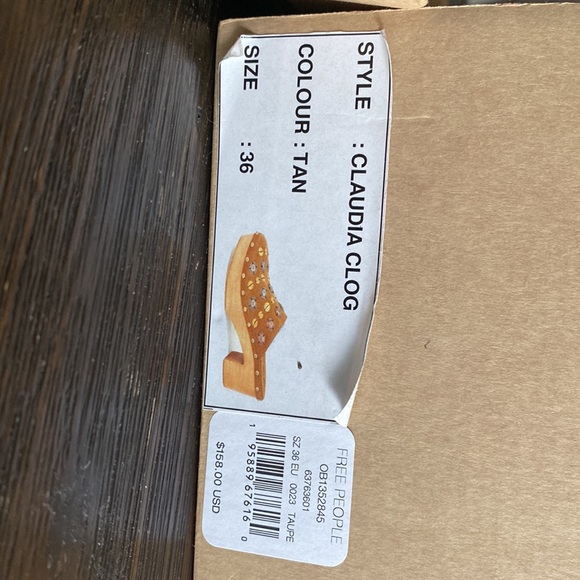 STYLE : CLAUDIA CLOG
COLOUR : TAN
SIZE : 36
FREE PEOPLE
OB1352845
63763601
SZ 36 EU 0023 TAUPE
1 95889 67616 0
$158.00 USD